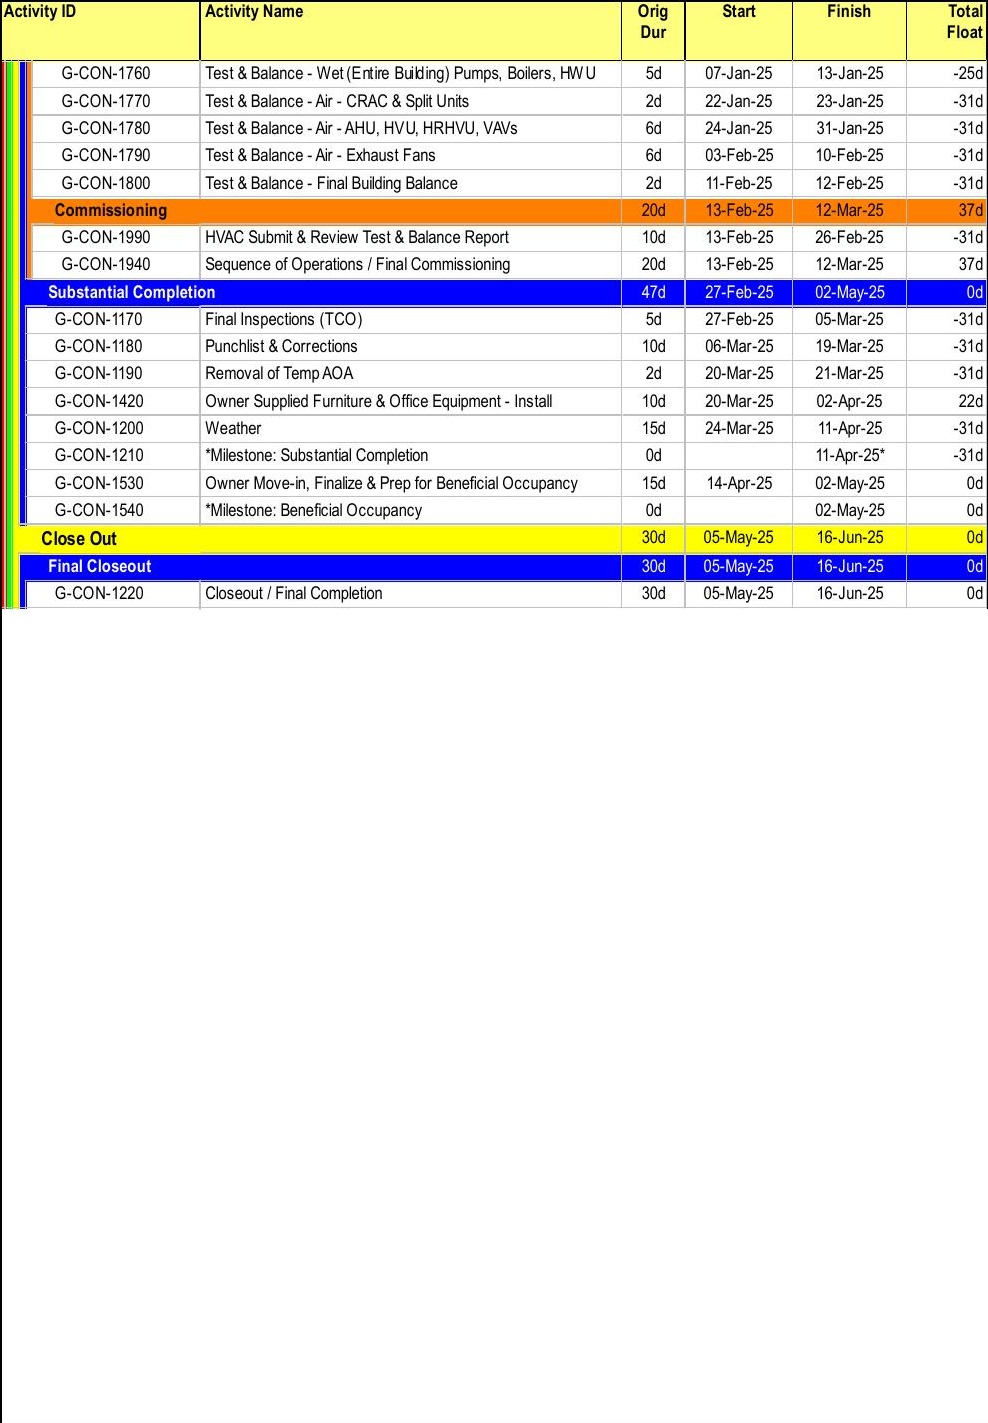 Activity ID Activity Name Orig Dur Start Finish Total Float
G-CON-1760 Test & Balance - Wet (Entire Building) Pumps, Boilers, HWU 5d 07-Jan-25 13-Jan-25 -25d
G-CON-1770 Test & Balance - Air - CRAC & Split Units 2d 22-Jan-25 23-Jan-25 -31d
G-CON-1780 Test & Balance - Air - AHU, HVU, HRHVU, VAVs 6d 24-Jan-25 31-Jan-25 -31d
G-CON-1790 Test & Balance - Air - Exhaust Fans 6d 03-Feb-25 10-Feb-25 -31d
G-CON-1800 Test & Balance - Final Building Balance 2d 11-Feb-25 12-Feb-25 -31d
Commissioning 20d 13-Feb-25 12-Mar-25 37d
G-CON-1990 HVAC Submit & Review Test & Balance Report 10d 13-Feb-25 26-Feb-25 -31d
G-CON-1940 Sequence of Operations / Final Commissioning 20d 13-Feb-25 12-Mar-25 37d
Substantial Completion 47d 27-Feb-25 02-May-25 0d
G-CON-1170 Final Inspections (TCO) 5d 27-Feb-25 05-Mar-25 -31d
G-CON-1180 Punchlist & Corrections 10d 06-Mar-25 19-Mar-25 -31d
G-CON-1190 Removal of Temp AOA 2d 20-Mar-25 21-Mar-25 -31d
G-CON-1420 Owner Supplied Furniture & Office Equipment - Install 10d 20-Mar-25 02-Apr-25 22d
G-CON-1200 Weather 15d 24-Mar-25 11-Apr-25 -31d
G-CON-1210 *Milestone: Substantial Completion 0d 11-Apr-25* -31d
G-CON-1530 Owner Move-in, Finalize & Prep for Beneficial Occupancy 15d 14-Apr-25 02-May-25 0d
G-CON-1540 *Milestone: Beneficial Occupancy 0d 02-May-25 0d
Close Out 30d 05-May-25 16-Jun-25 0d
Final Closeout 30d 05-May-25 16-Jun-25 0d
G-CON-1220 Closeout / Final Completion 30d 05-May-25 16-Jun-25 0d